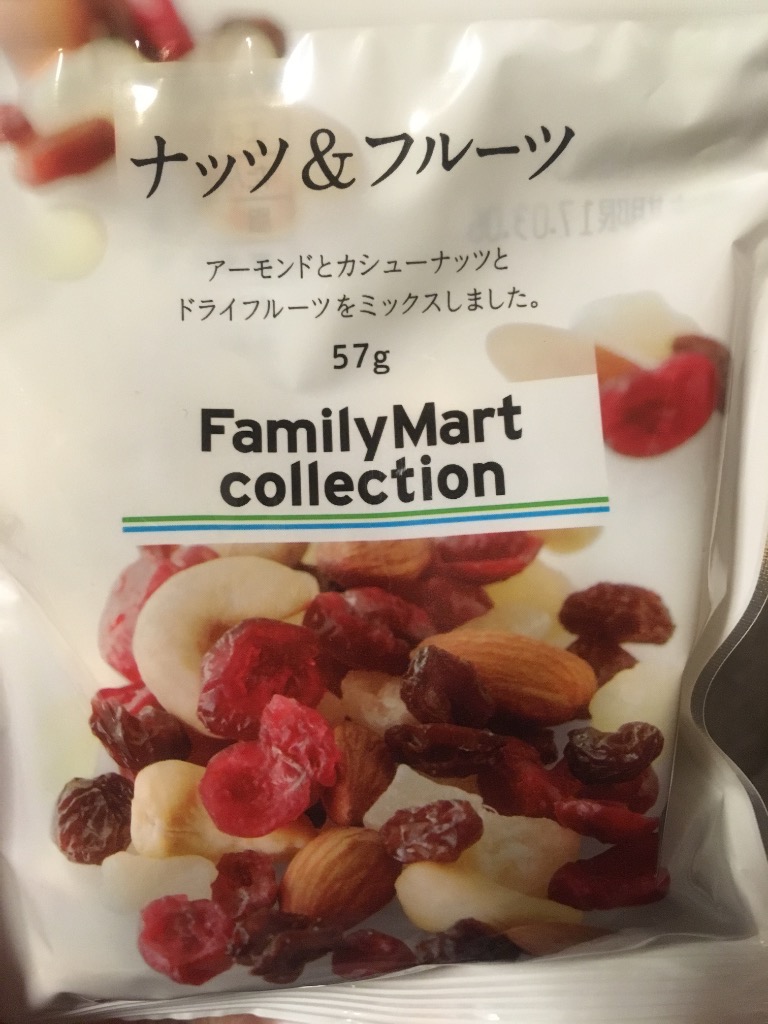 ナッツ&フルーツ
アーモンドとカシューナッツと
ドライフルーツをミックスしました。
57g
FamilyMart
collection